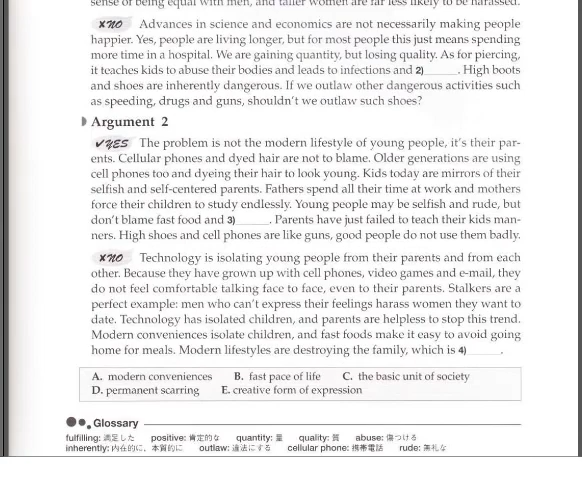 sense of being equal with men, and taller women are far less likely to be harassed.
✗NO Advances in science and economics are not necessarily making people
happier. Yes, people are living longer, but for most people this just means spending
more time in a hospital. We are gaining quantity, but losing quality. As for piercing,
it teaches kids to abuse their bodies and leads to infections and 2)______. High boots
and shoes are inherently dangerous. If we outlaw other dangerous activities such
as speeding, drugs and guns, shouldn't we outlaw such shoes?
Argument 2
✓YES The problem is not the modern lifestyle of young people, it's their par-
ents. Cellular phones and dyed hair are not to blame. Older generations are using
cell phones too and dyeing their hair to look young. Kids today are mirrors of their
selfish and self-centered parents. Fathers spend all their time at work and mothers
force their children to study endlessly. Young people may be selfish and rude, but
don't blame fast food and 3)______. Parents have just failed to teach their kids man-
ners. High shoes and cell phones are like guns, good people do not use them badly.
✗NO Technology is isolating young people from their parents and from each
other. Because they have grown up with cell phones, video games and e-mail, they
do not feel comfortable talking face to face, even to their parents. Stalkers are a
perfect example: men who can't express their feelings harass women they want to
date. Technology has isolated children, and parents are helpless to stop this trend.
Modern conveniences isolate children, and fast foods make it easy to avoid going
home for meals. Modern lifestyles are destroying the family, which is 4)______.
A. modern conveniences B. fast pace of life C. the basic unit of society
D. permanent scarring E. creative form of expression
Glossary
fulfilling: 満足した positive: 肯定的な quantity: 量 quality: 質 abuse: 傷つける
inherently: 内在的に、本質的に outlaw: 違法にする cellular phone: 携帯電話 rude: 無礼な